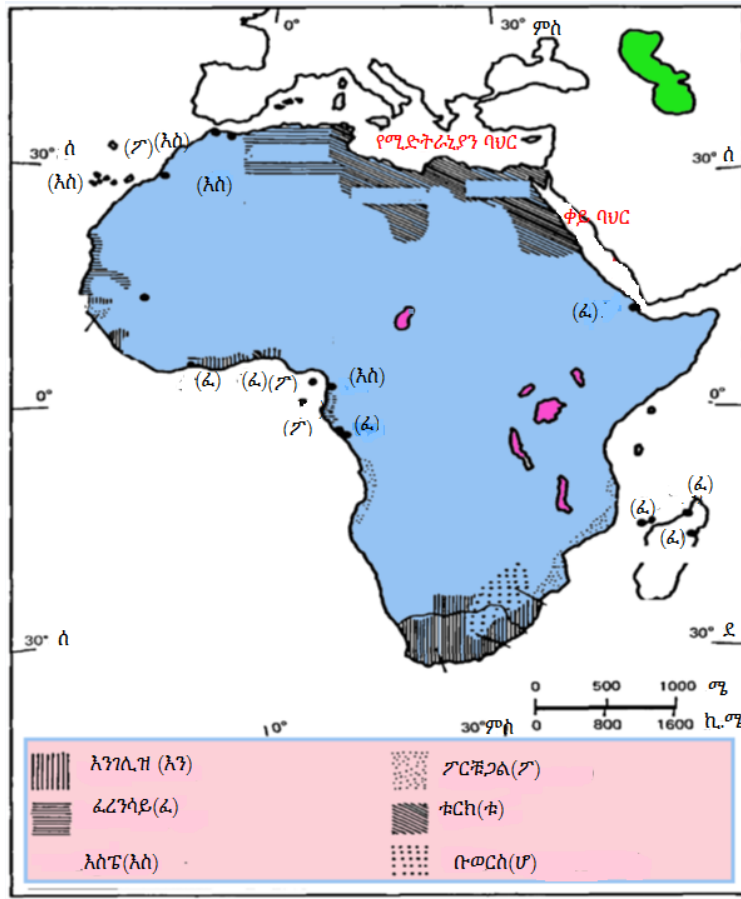 0° 30° ምስ
የሚድትራኒያን ባህር
30° ሰ (ፖ) (እስ) 30° ሰ
(እስ) (እስ)
ቀይ ባህር
(ፈ)
(ፈ) (ፈ) (ፖ) (እስ)
0° 0°
(ፖ) (ፈ)
(ፈ)
(ፈ)
(ፈ)
30° ሰ 30° ደ
0 500 1000 ሜ
0 800 1600 ኪ.ሜ
10° 30° ምስ
እንገሊዝ (እን) ፖርቹጋል(ፖ)
ፈረንሳይ(ፈ) ቱርክ(ቱ)
እስፔ(እስ) ቡወርስ(ሆ)